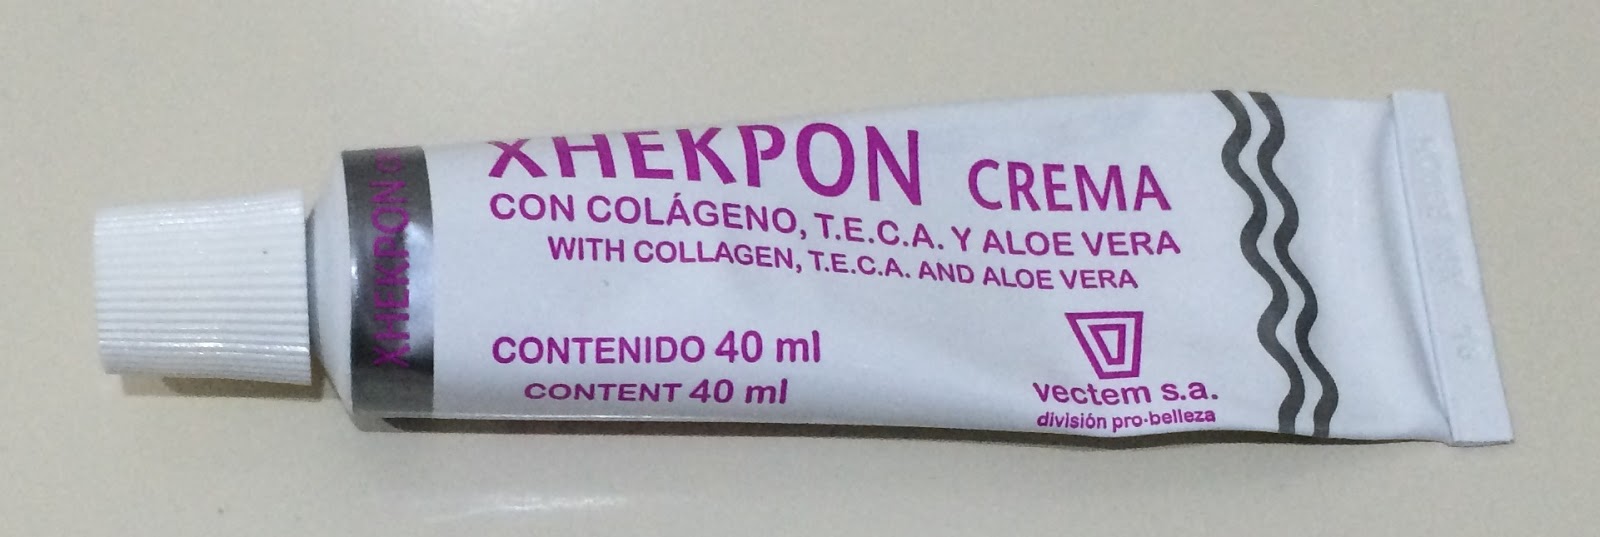 XHEKPON CREMA
CON COLÁGENO, T.E.C.A. Y ALOE VERA
WITH COLLAGEN, T.E.C.A. AND ALOE VERA
CONTENIDO 40 ml
CONTENT 40 ml
vectem s.a.
división pro-belleza
XHEKPON